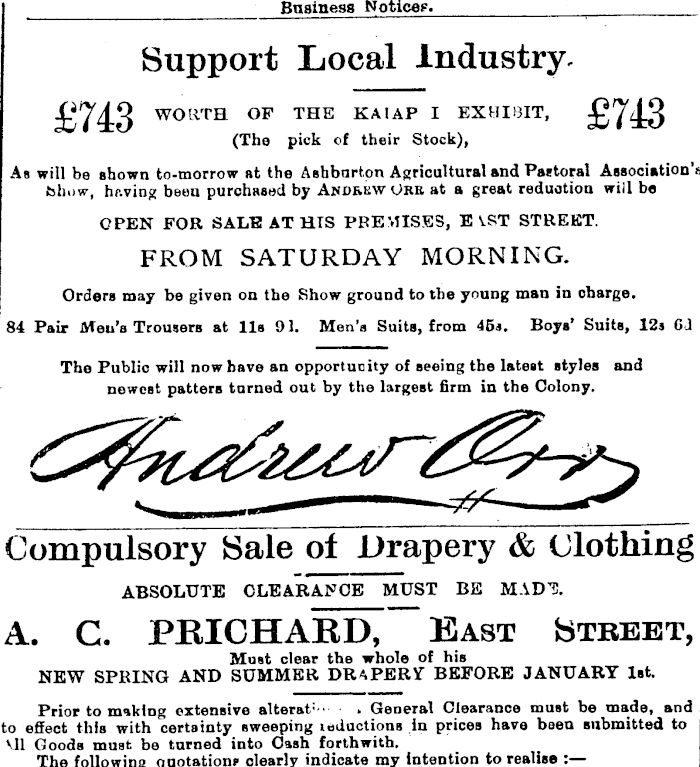 Business Notices.
Support Local Industry.
£743 WORTH OF THE KAIAP I EXHIBIT, £743
(The pick of their Stock),
As will be shown to-morrow at the Ashburton Agricultural and Pastoral Association's
Show, having been purchased by ANDREW ORR at a great reduction will be
OPEN FOR SALE AT HIS PREMISES, EAST STREET.
FROM SATURDAY MORNING.
Orders may be given on the Show ground to the young man in charge.
84 Pair Men's Trousers at 11s 9d. Men's Suits, from 45s. Boys' Suits, 12s 6d
The Public will now have an opportunity of seeing the latest styles and
newest patters turned out by the largest firm in the Colony.
Andrew Orr
Compulsory Sale of Drapery & Clothing
ABSOLUTE CLEARANCE MUST BE MADE.
A. C. PRICHARD, EAST STREET,
Must clear the whole of his
NEW SPRING AND SUMMER DRAPERY BEFORE JANUARY 1st.
Prior to making extensive General Clearance must be made, and
to effect this with certainty sweeping reductions in prices have been submitted to
All Goods must be turned into Cash forthwith.
The following quotations clearly indicate my intention to realise :—